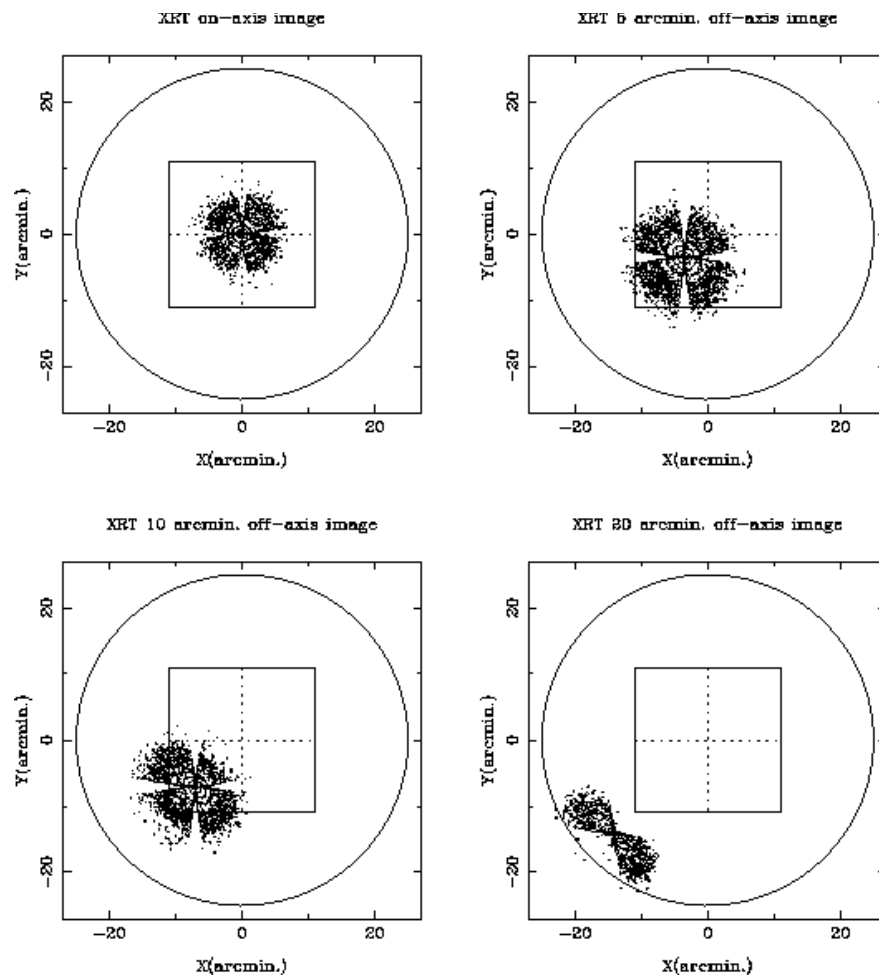 XRT on-axis image
XRT 5 arcmin. off-axis image
20
0
-20
Y(arcmin.)
-20
0
20
X(arcmin.)
20
0
-20
Y(arcmin.)
-20
0
20
X(arcmin.)
XRT 10 arcmin. off-axis image
XRT 20 arcmin. off-axis image
20
0
-20
Y(arcmin.)
-20
0
20
X(arcmin.)
20
0
-20
Y(arcmin.)
-20
0
20
X(arcmin.)